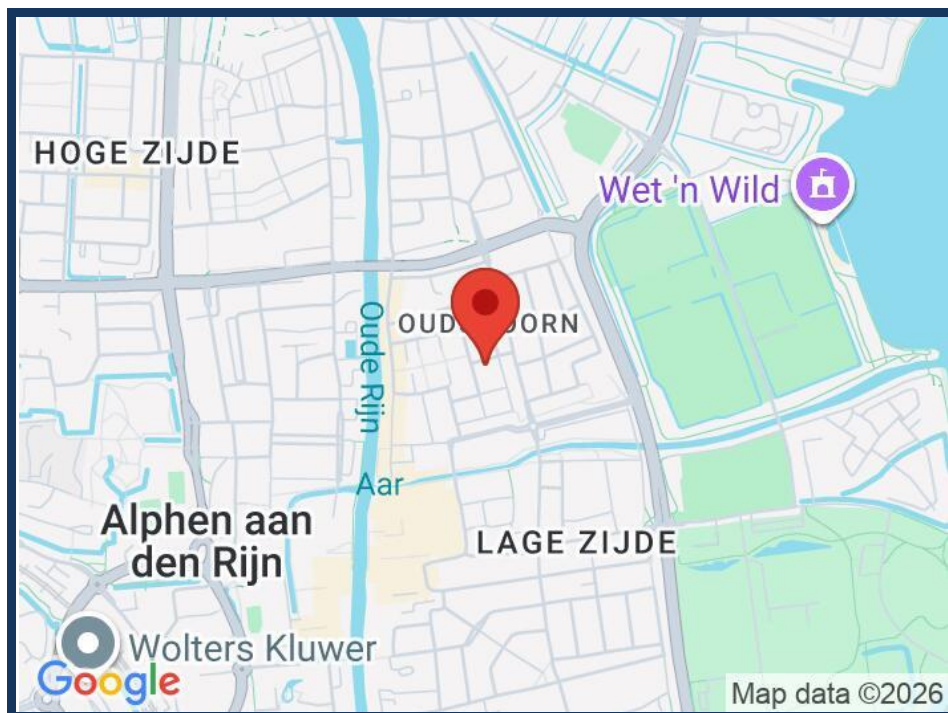 HOGE ZIJDE
Wet 'n Wild
Oude Rijn
Aar
Alphen aan
den Rijn
LAGE ZIJDE
Wolters Kluwer
Google
Map data ©2026